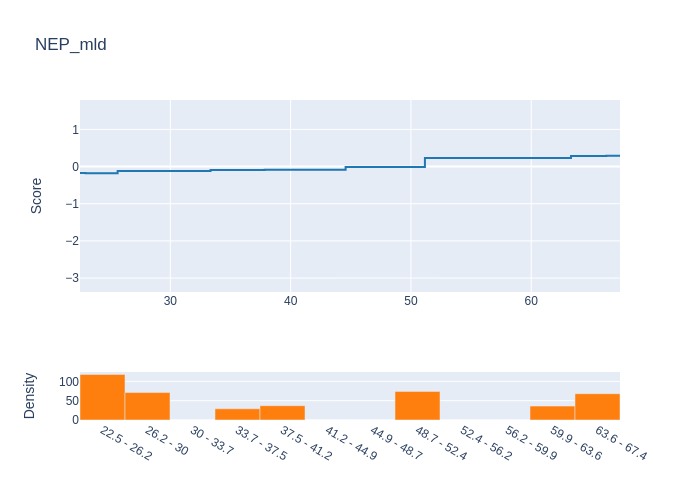 NEP_mld
Score
1
0
−1
−2
−3
30 40 50 60
Density
100
50
0
22.5 - 26.2
26.2 - 30
30 - 33.7
33.7 - 37.5
37.5 - 41.2
41.2 - 44.9
44.9 - 48.7
48.7 - 52.4
52.4 - 56.2
56.2 - 59.9
59.9 - 63.6
63.6 - 67.4